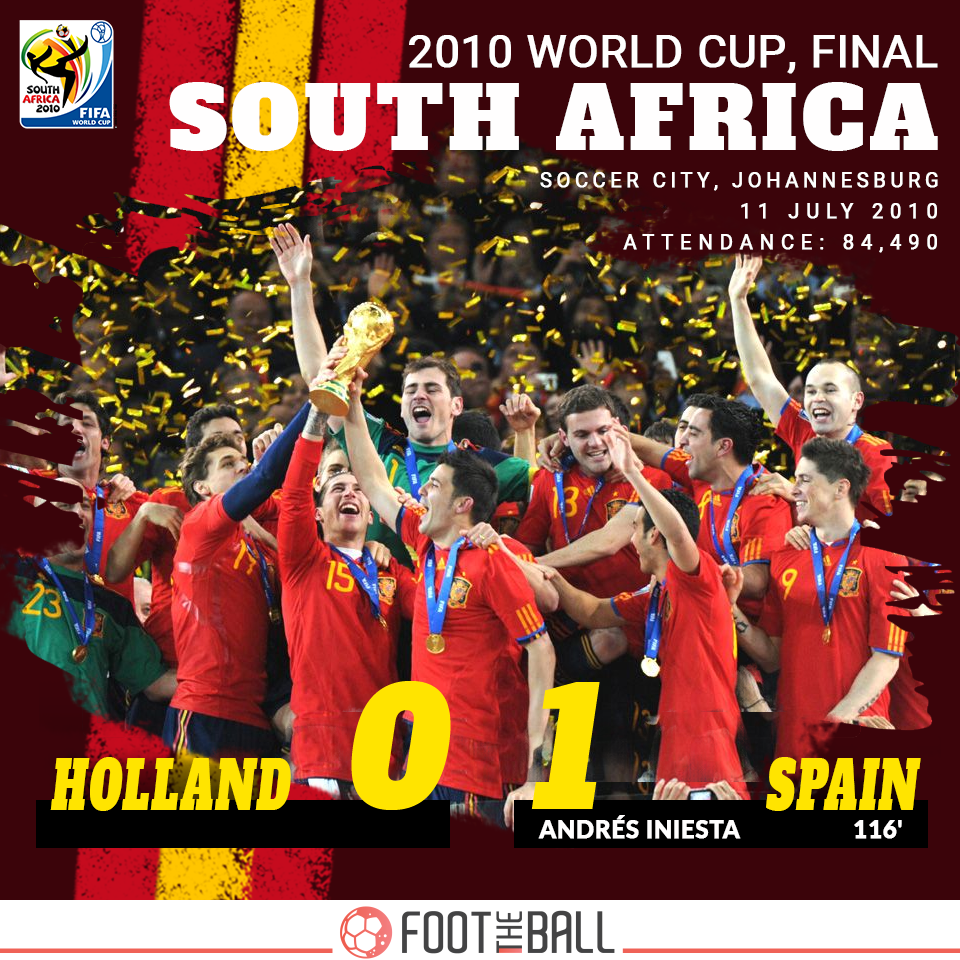 2010 WORLD CUP, FINAL
SOUTH AFRICA
SOUTH
AFRICA
2010
FIFA
WORLD CUP
SOCCER CITY, JOHANNESBURG
11 JULY 2010
ATTENDANCE: 84,490
1
13
23
15
9
HOLLAND 0 1 SPAIN
ANDRÉS INIESTA 116'
FOOT THE BALL